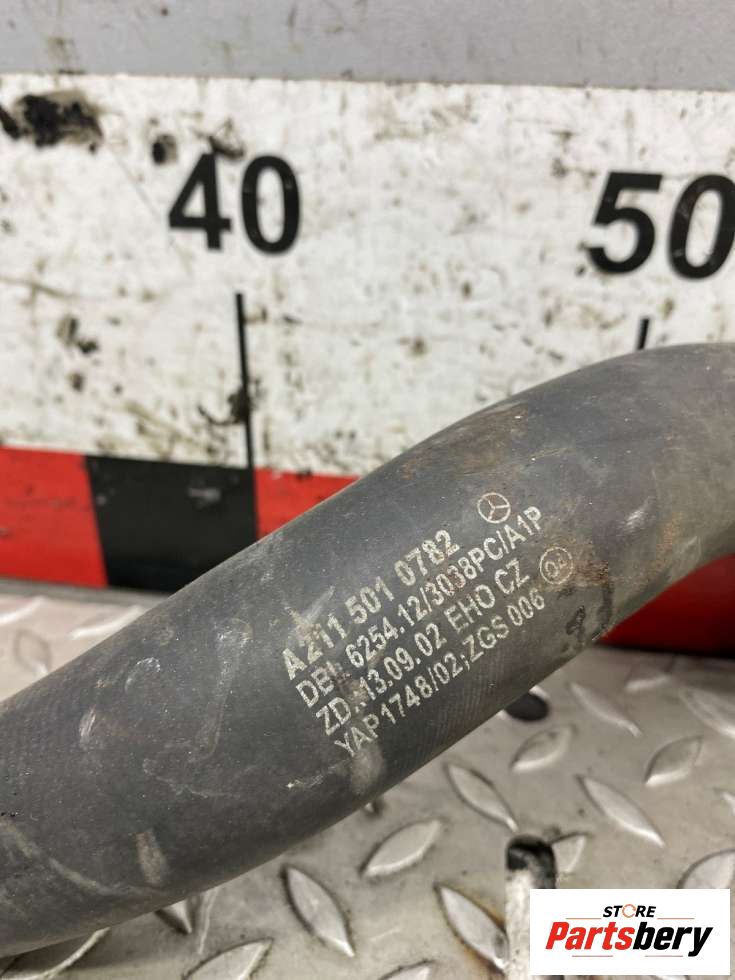 40
50
A211 501 0782
DBL 6254.12/3038PC/A1P
13.09.02 EHO CZ
YAP1748/02;ZGS 006
STORE
Partsbery